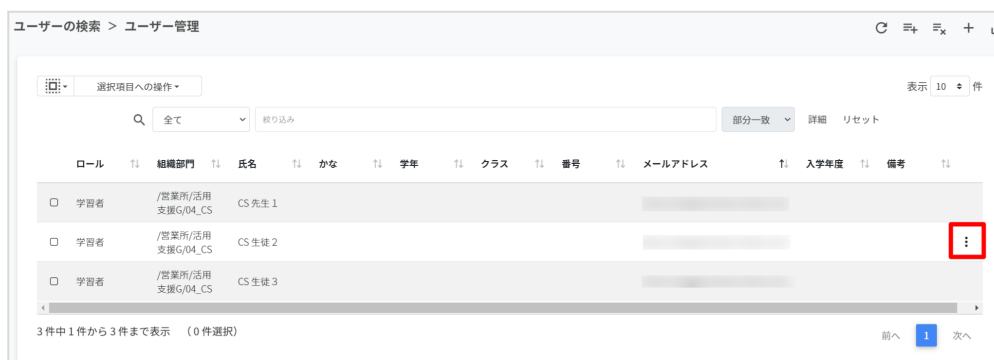 ユーザーの検索 > ユーザー管理
選択項目への操作
表示 10 件
全て 絞り込み 部分一致 詳細 リセット
ロール 組織部門 氏名 かな 学年 クラス 番号 メールアドレス 入学年度 備考
学習者 /営業所/活用 CS 先生 1
支援G/04_CS
学習者 /営業所/活用 CS 生徒 2
支援G/04_CS
学習者 /営業所/活用 CS 生徒 3
支援G/04_CS
3 件中 1 件から 3 件まで表示 （ 0 件選択）
前へ 1 次へ